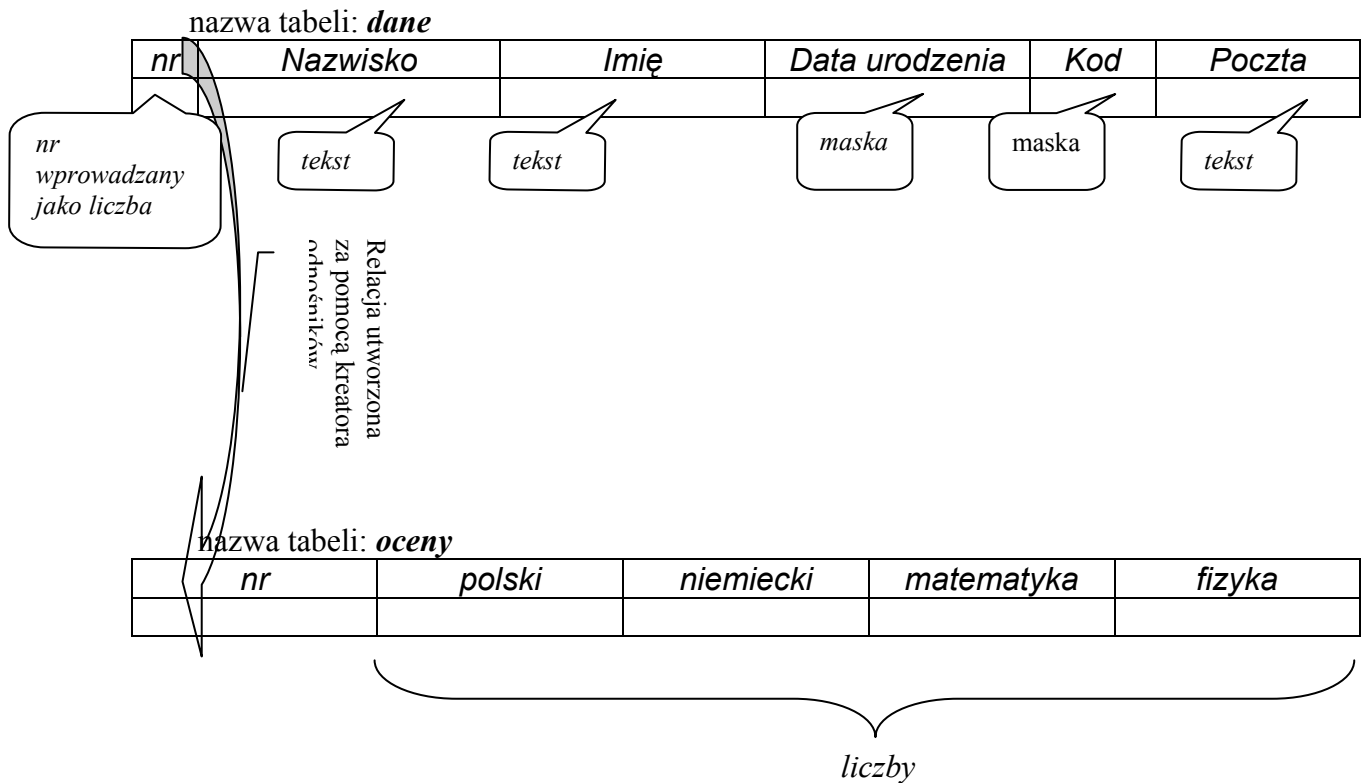 nazwa tabeli: dane
nr Nazwisko Imię Data urodzenia Kod Poczta
nr
wprowadzany
jako liczba
tekst
tekst
maska
maska
tekst
Relacja utworzona
za pomocą kreatora
odnośników
nazwa tabeli: oceny
nr polski niemiecki matematyka fizyka
liczby